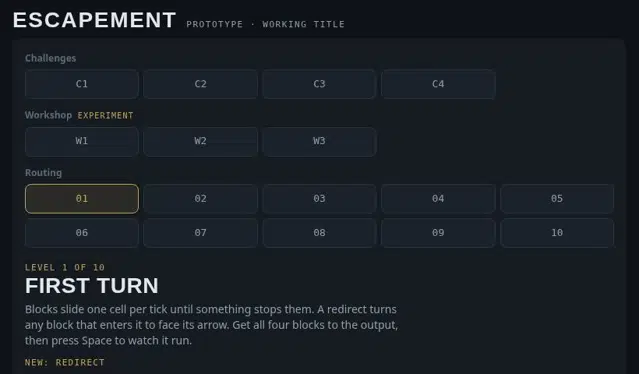 ESCAPEMENT PROTOTYPE · WORKING TITLE
Challenges
C1 C2 C3 C4
Workshop EXPERIMENT
W1 W2 W3
Routing
01 02 03 04 05
06 07 08 09 10
LEVEL 1 OF 10
FIRST TURN
Blocks slide one cell per tick until something stops them. A redirect turns
any block that enters it to face its arrow. Get all four blocks to the output,
then press Space to watch it run.
NEW: REDIRECT